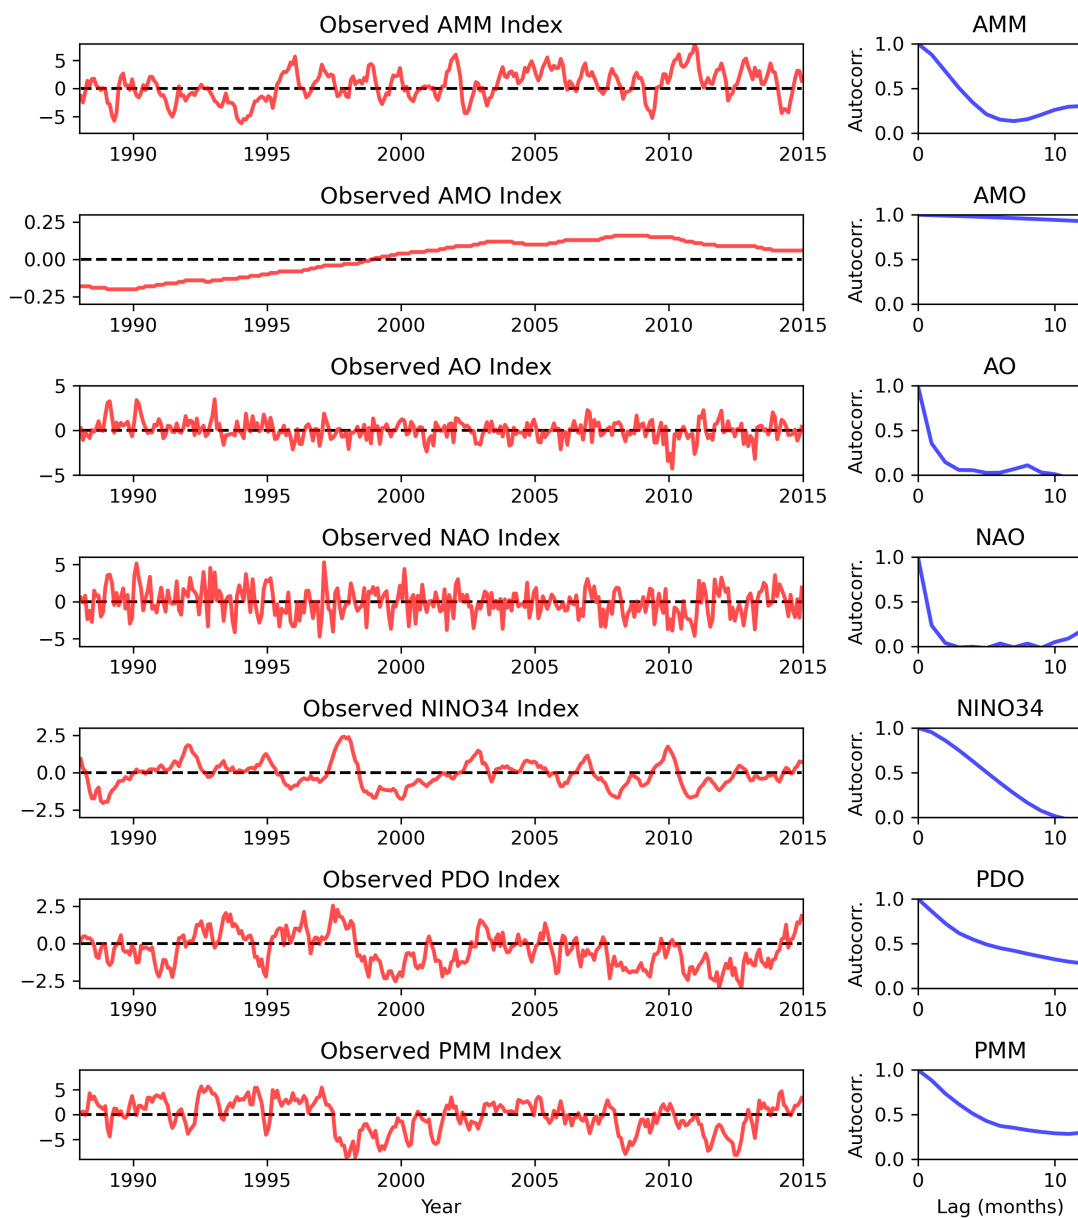 Observed AMM Index
AMM
5
0
−5
1990 1995 2000 2005 2010 2015
Autocorr.
1.0
0.5
0.0
0 10
Observed AMO Index
AMO
0.25
0.00
−0.25
1990 1995 2000 2005 2010 2015
Autocorr.
1.0
0.5
0.0
0 10
Observed AO Index
AO
5
0
−5
1990 1995 2000 2005 2010 2015
Autocorr.
1.0
0.5
0.0
0 10
Observed NAO Index
NAO
5
0
−5
1990 1995 2000 2005 2010 2015
Autocorr.
1.0
0.5
0.0
0 10
Observed NINO34 Index
NINO34
2.5
0.0
−2.5
1990 1995 2000 2005 2010 2015
Autocorr.
1.0
0.5
0.0
0 10
Observed PDO Index
PDO
2.5
0.0
−2.5
1990 1995 2000 2005 2010 2015
Autocorr.
1.0
0.5
0.0
0 10
Observed PMM Index
PMM
5
0
−5
1990 1995 2000 2005 2010 2015
Year
Autocorr.
1.0
0.5
0.0
0 10
Lag (months)